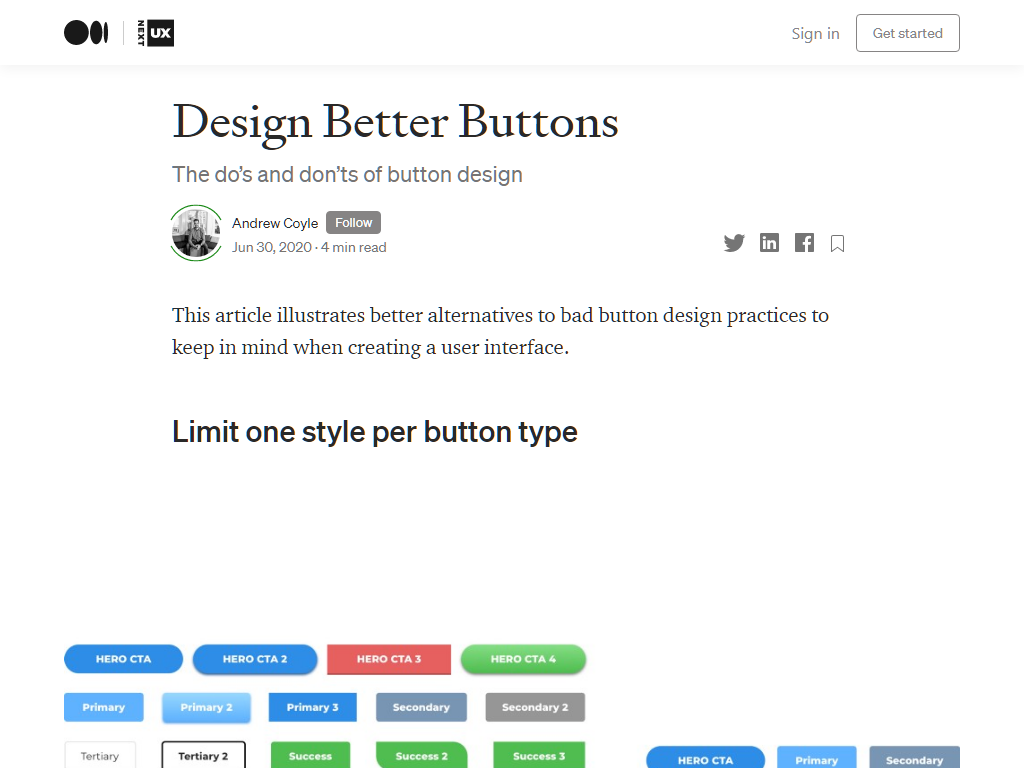 NEXT UX
Sign in
Get started
Design Better Buttons
The do’s and don’ts of button design
Andrew Coyle
Follow
Jun 30, 2020 · 4 min read
This article illustrates better alternatives to bad button design practices to
keep in mind when creating a user interface.
Limit one style per button type
HERO CTA
HERO CTA 2
HERO CTA 3
HERO CTA 4
Primary
Primary 2
Primary 3
Secondary
Secondary 2
Tertiary
Tertiary 2
Success
Success 2
Success 3
HERO CTA
Primary
Secondary